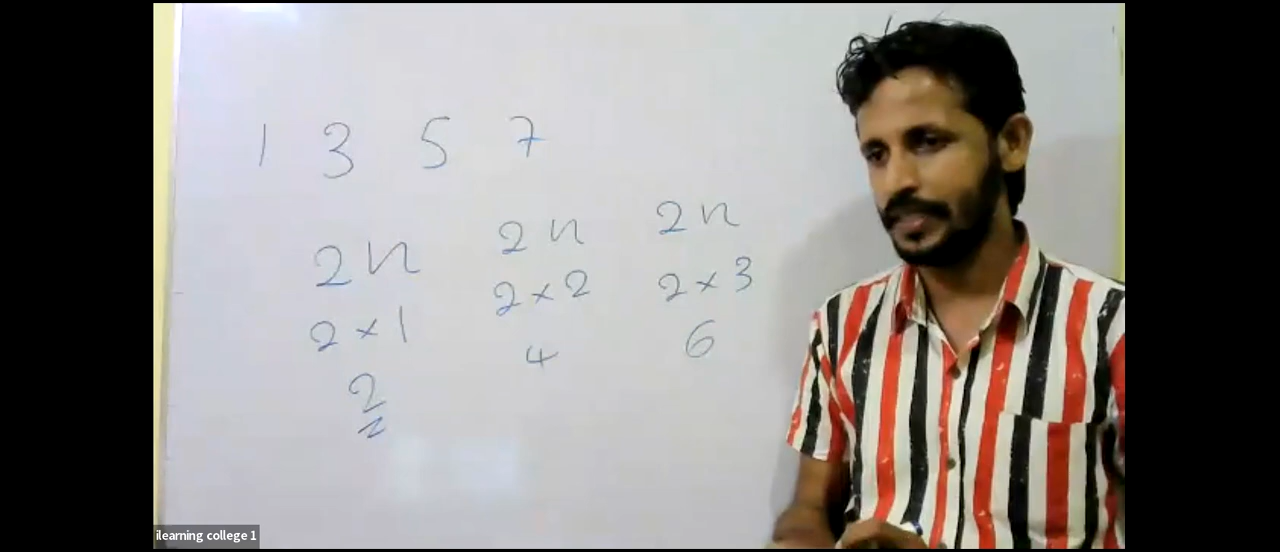 1 3 5 7
2n 2n 2n
2 × 1 2 × 2 2 × 3
2 4 6
ilearning college 1